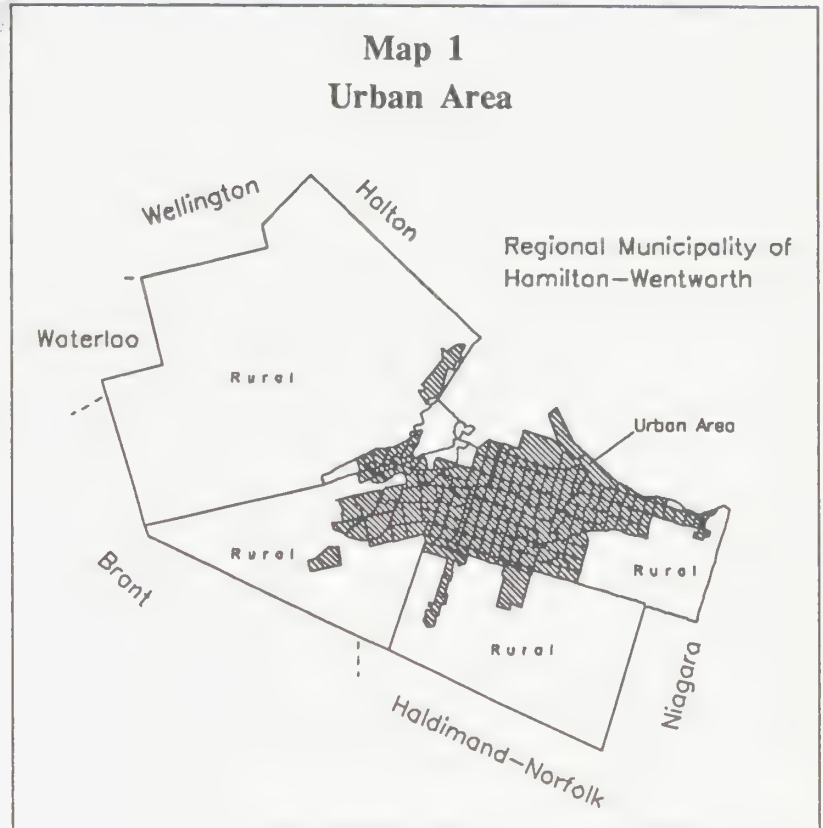 Map 1
Urban Area
Wellington
Halton
Regional Municipality of
Hamilton-Wentworth
Waterloo
Rural
Urban Area
Brant
Rural
Rural
Rural
Niagara
Haldimand-Norfolk